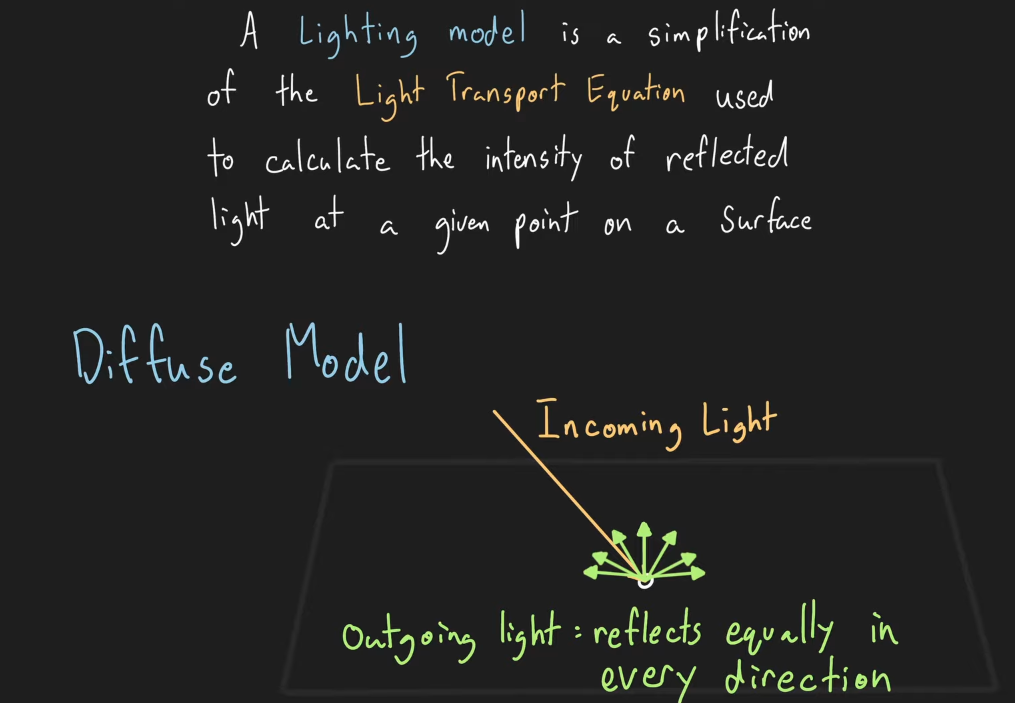 A Lighting model is a simplification
of the Light Transport Equation used
to calculate the intensity of reflected
light at a given point on a Surface
Diffuse Model
Incoming Light
Outgoing light : reflects equally in
every direction